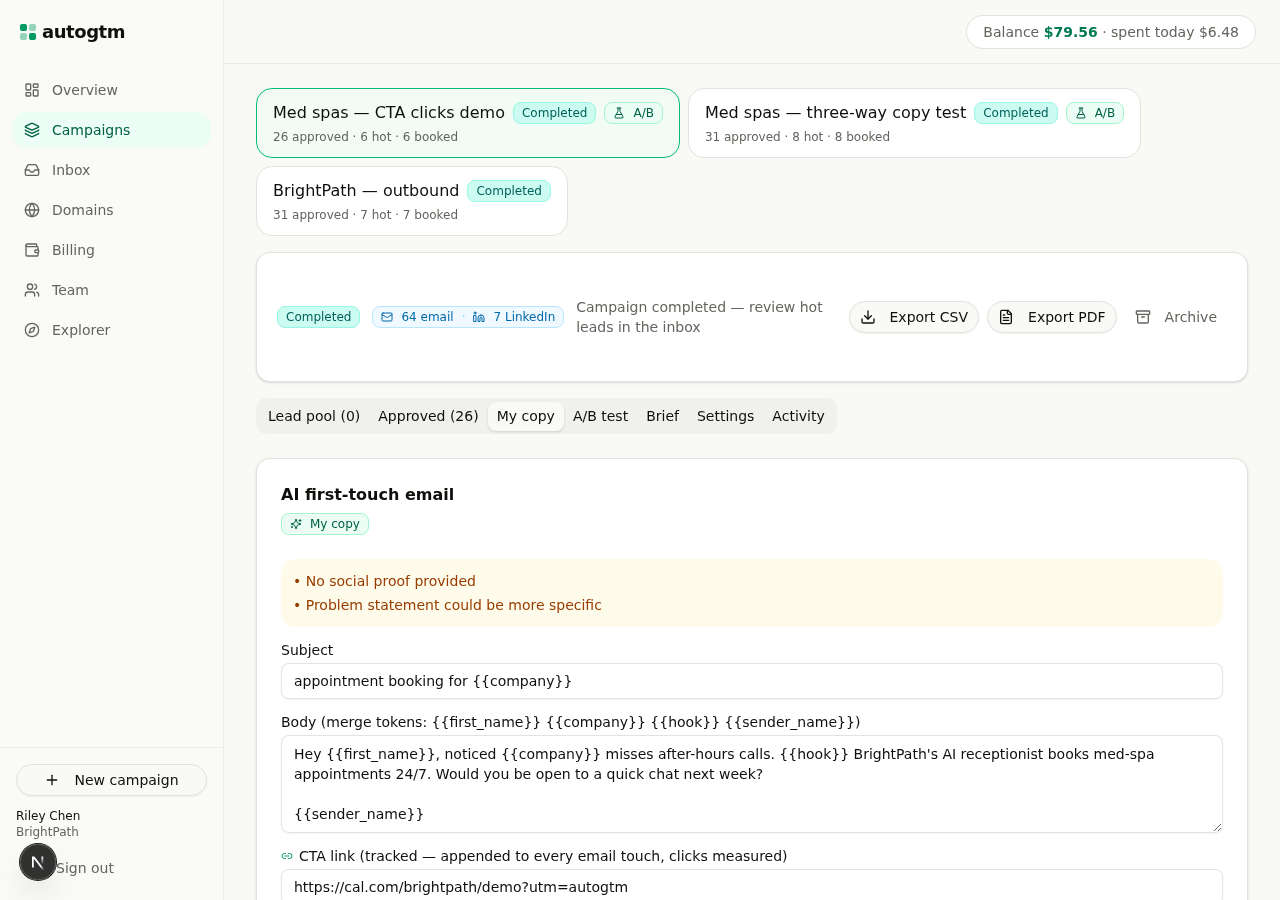 autogtm
Balance $79.56 · spent today $6.48
Overview
Campaigns
Inbox
Domains
Billing
Team
Explorer
New campaign
Riley Chen
BrightPath
N
Sign out
Med spas — CTA clicks demo Completed A/B
26 approved · 6 hot · 6 booked
Med spas — three-way copy test Completed A/B
31 approved · 8 hot · 8 booked
BrightPath — outbound Completed
31 approved · 7 hot · 7 booked
Completed 64 email · 7 LinkedIn
Campaign completed — review hot
leads in the inbox
Export CSV Export PDF Archive
Lead pool (0) Approved (26) My copy A/B test Brief Settings Activity
AI first-touch email
My copy
• No social proof provided
• Problem statement could be more specific
Subject
appointment booking for {{company}}
Body (merge tokens: {{first_name}} {{company}} {{hook}} {{sender_name}})
Hey {{first_name}}, noticed {{company}} misses after-hours calls. {{hook}} BrightPath's AI receptionist books med-spa
appointments 24/7. Would you be open to a quick chat next week?
{{sender_name}}
CTA link (tracked — appended to every email touch, clicks measured)
https://cal.com/brightpath/demo?utm=autogtm